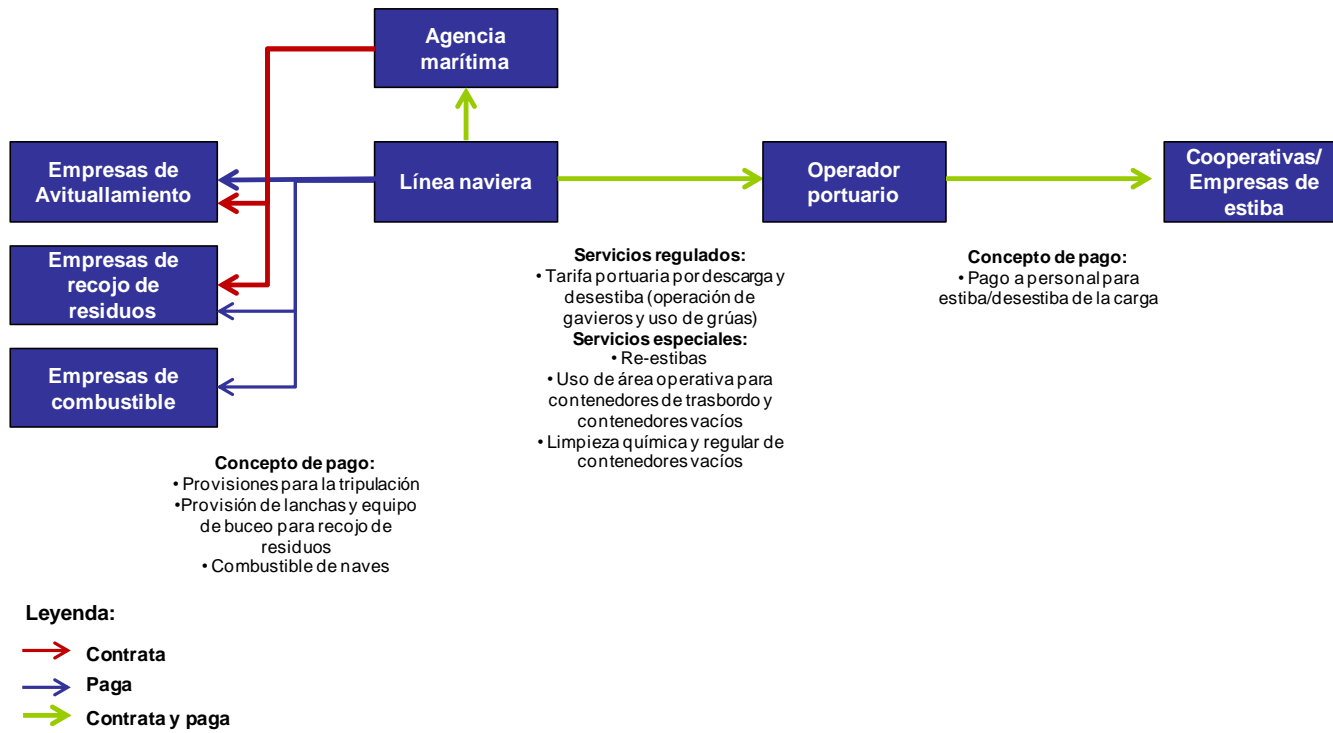 Agencia
marítima
Empresas de
Avituallamiento
Línea naviera
Operador
portuario
Cooperativas/
Empresas de
estiba
Empresas de
recojo de
residuos
Empresas de
combustible
Servicios regulados:
• Tarifa portuaria por descarga y
desestiba (operación de
gavieros y uso de grúas)
Servicios especiales:
• Re-estibas
• Uso de área operativa para
contenedores de trasbordo y
contenedores vacíos
• Limpieza química y regular de
contenedores vacíos
Concepto de pago:
• Pago a personal para
estiba/desestiba de la carga
Concepto de pago:
• Provisiones para la tripulación
•Provisión de lanchas y equipo
de buceo para recojo de
residuos
• Combustible de naves
Leyenda:
Contrata
Paga
Contrata y paga